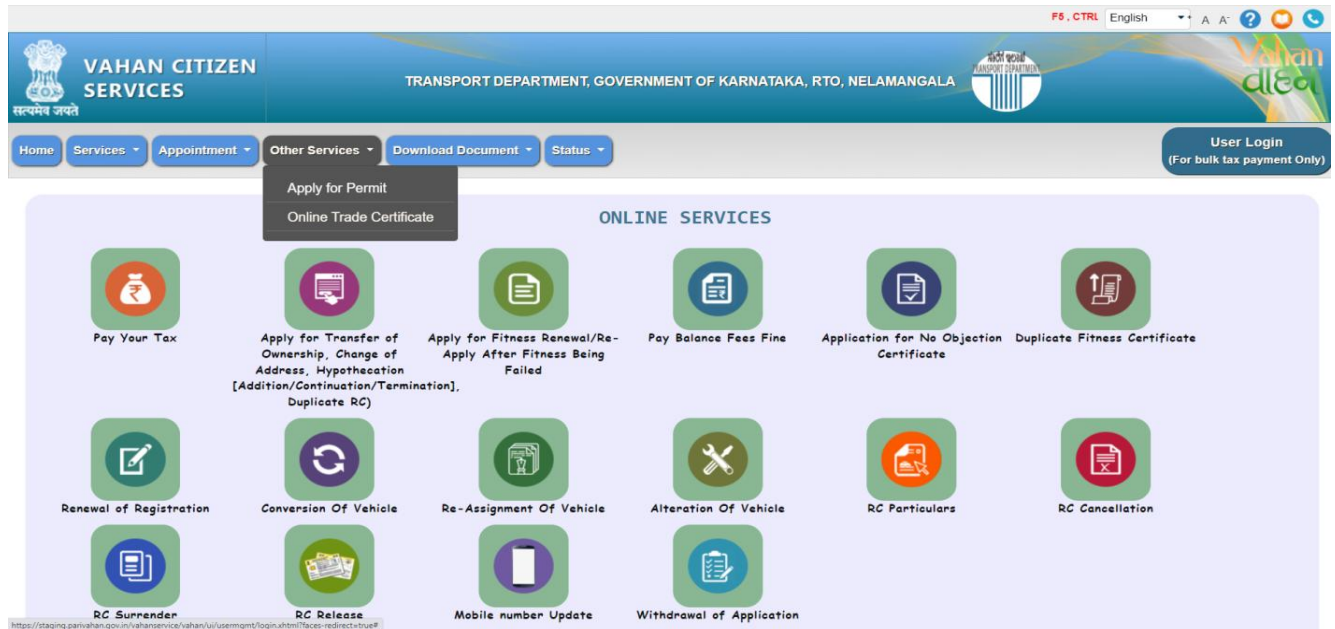 F5, CTRL English A A-
VAHAN CITIZEN
SERVICES
सत्यमेव जयते
TRANSPORT DEPARTMENT, GOVERNMENT OF KARNATAKA, RTO, NELAMANGALA
TRANSPORT DEPARTMENT
Vahan
वाहन
Home Services Appointment Other Services Download Document Status
User Login
(For bulk tax payment Only)
Apply for Permit
Online Trade Certificate
ONLINE SERVICES
Pay Your Tax
Apply for Transfer of
Ownership, Change of
Address, Hypothecation
[Addition/Continuation/Termination],
Duplicate RC)
Apply for Fitness Renewal/Re-
Apply After Fitness Being
Failed
Pay Balance Fees Fine
Application for No Objection
Certificate
Duplicate Fitness Certificate
Renewal of Registration
Conversion Of Vehicle
Re-Assignment Of Vehicle
Alteration Of Vehicle
RC Particulars
RC Cancellation
RC Surrender
RC Release
Mobile number Update
Withdrawal of Application
https://staging.parivahan.gov.in/vahanservice/vahan/ui/usermgmt/login.xhtml?faces-redirect=true#